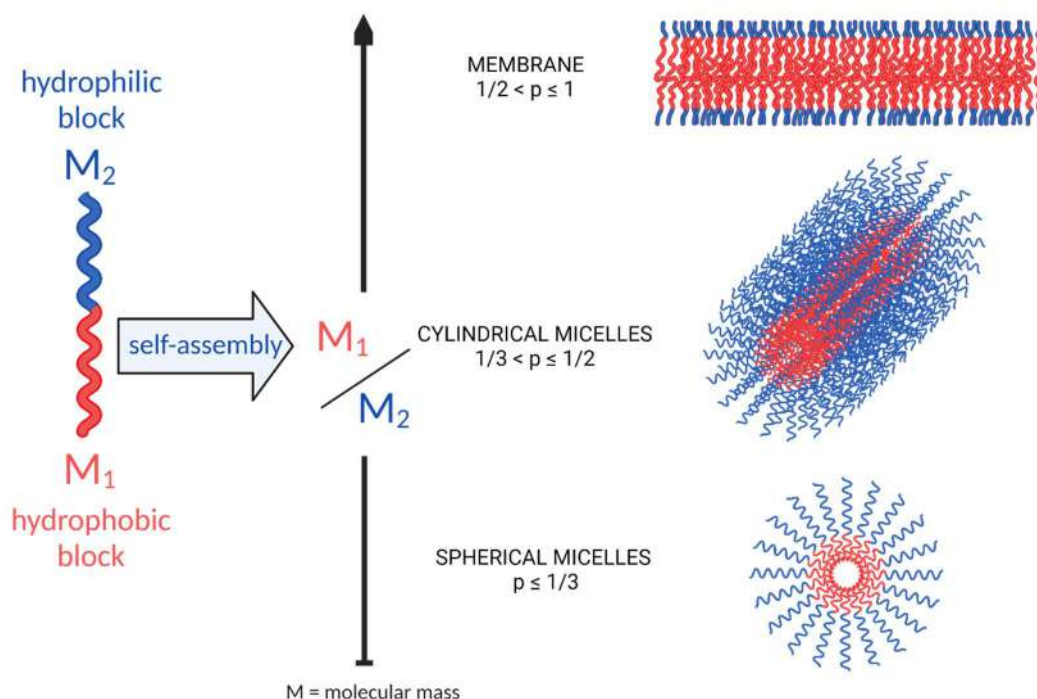 hydrophilic
block
M₂
M₁
hydrophobic
block
self-assembly
M₁
M₂
MEMBRANE
1/2 < p ≤ 1
CYLINDRICAL MICELLES
1/3 < p ≤ 1/2
SPHERICAL MICELLES
p ≤ 1/3
M = molecular mass